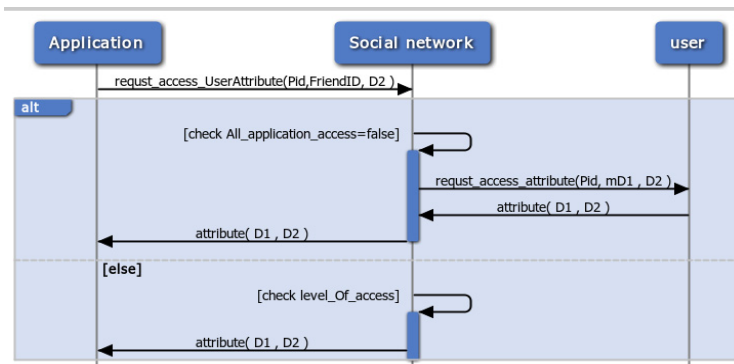 Application
Social network
user
requst_access_UserAttribute(Pid,FriendID, D2 )
alt
[check All_application_access=false]
requst_access_attribute(Pid, mD1 , D2 )
attribute( D1 , D2 )
attribute( D1 , D2 )
[else]
[check level_Of_access]
attribute( D1 , D2 )